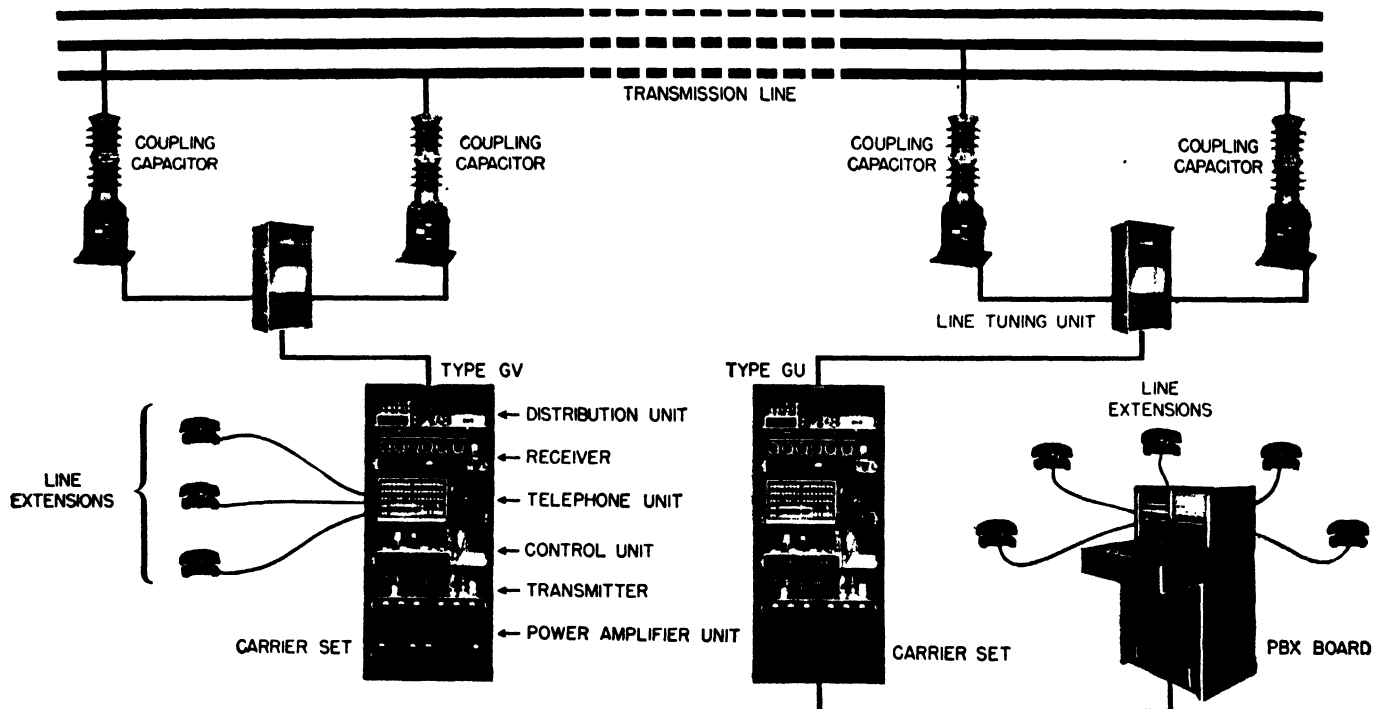 TRANSMISSION LINE
COUPLING
CAPACITOR
COUPLING
CAPACITOR
COUPLING
CAPACITOR
COUPLING
CAPACITOR
LINE TUNING UNIT
TYPE GV
TYPE GU
LINE
EXTENSIONS
DISTRIBUTION UNIT
RECEIVER
LINE
EXTENSIONS
TELEPHONE UNIT
CONTROL UNIT
TRANSMITTER
POWER AMPLIFIER UNIT
CARRIER SET
CARRIER SET
PBX BOARD